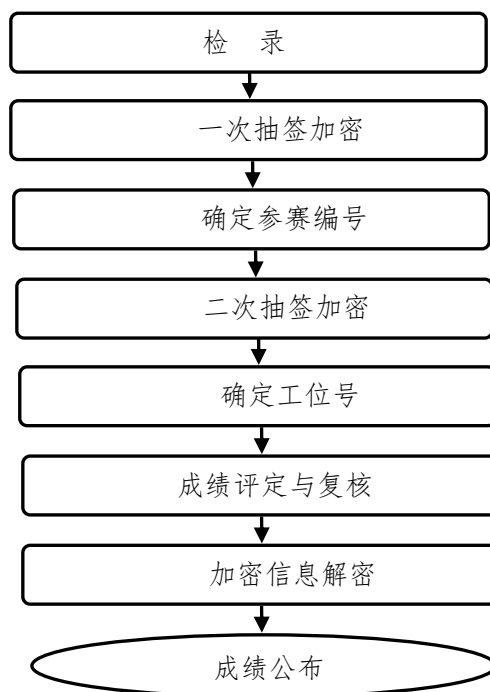 检 录
一次抽签加密
确定参赛编号
二次抽签加密
确定工位号
成绩评定与复核
加密信息解密
成绩公布